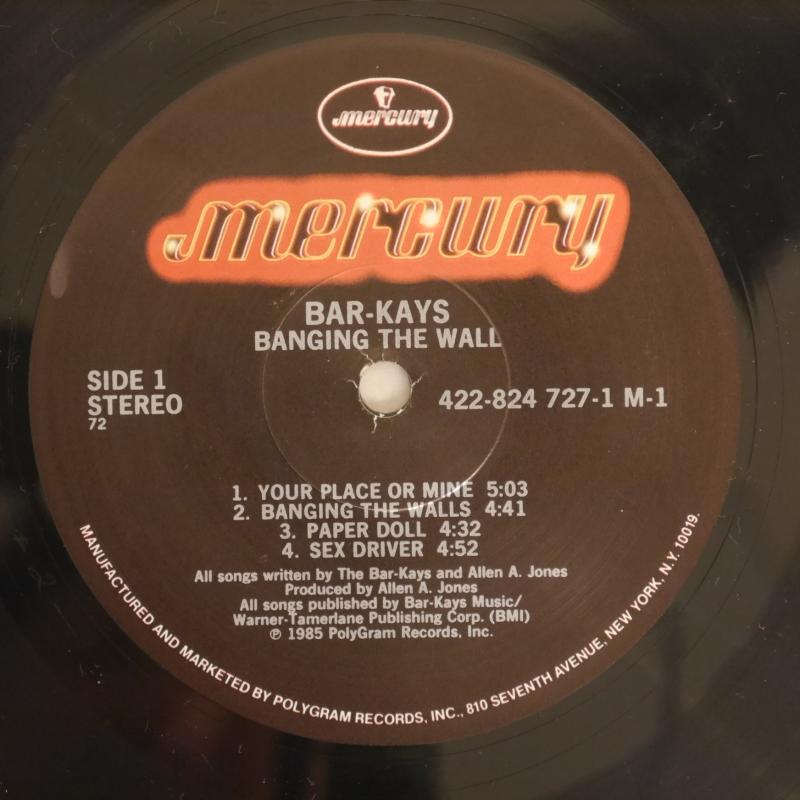 mercury
mercury
BAR-KAYS
BANGING THE WALL
SIDE 1
STEREO
72
422-824 727-1 M-1
1. YOUR PLACE OR MINE 5:03
2. BANGING THE WALLS 4:41
3. PAPER DOLL 4:32
4. SEX DRIVER 4:52
All songs written by The Bar-Kays and Allen A. Jones
Produced by Allen A. Jones
All songs published by Bar-Kays Music/
Warner-Tamerlane Publishing Corp. (BMI)
℗ 1985 PolyGram Records, Inc.
MANUFACTURED AND MARKETED BY POLYGRAM RECORDS, INC., 810 SEVENTH AVENUE, NEW YORK, N.Y. 10019.